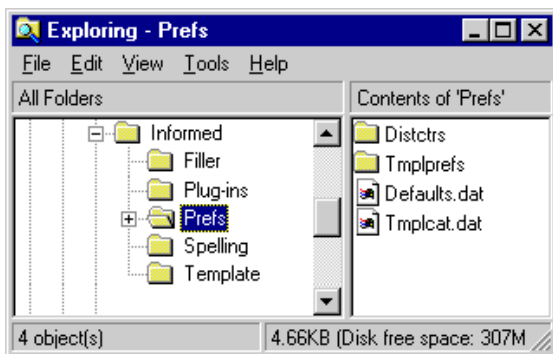 Exploring - Prefs
File Edit View Tools Help
All Folders
Contents of 'Prefs'
Informed
Filler
Plug-ins
Prefs
Spelling
Template
Distctrs
Tmplprefs
Defaults.dat
Tmplcat.dat
4 object(s)
4.66KB (Disk free space: 307M